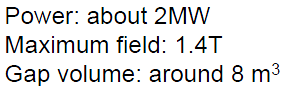 Power: about 2MW
Maximum field: 1.4T
Gap volume: around 8 m³